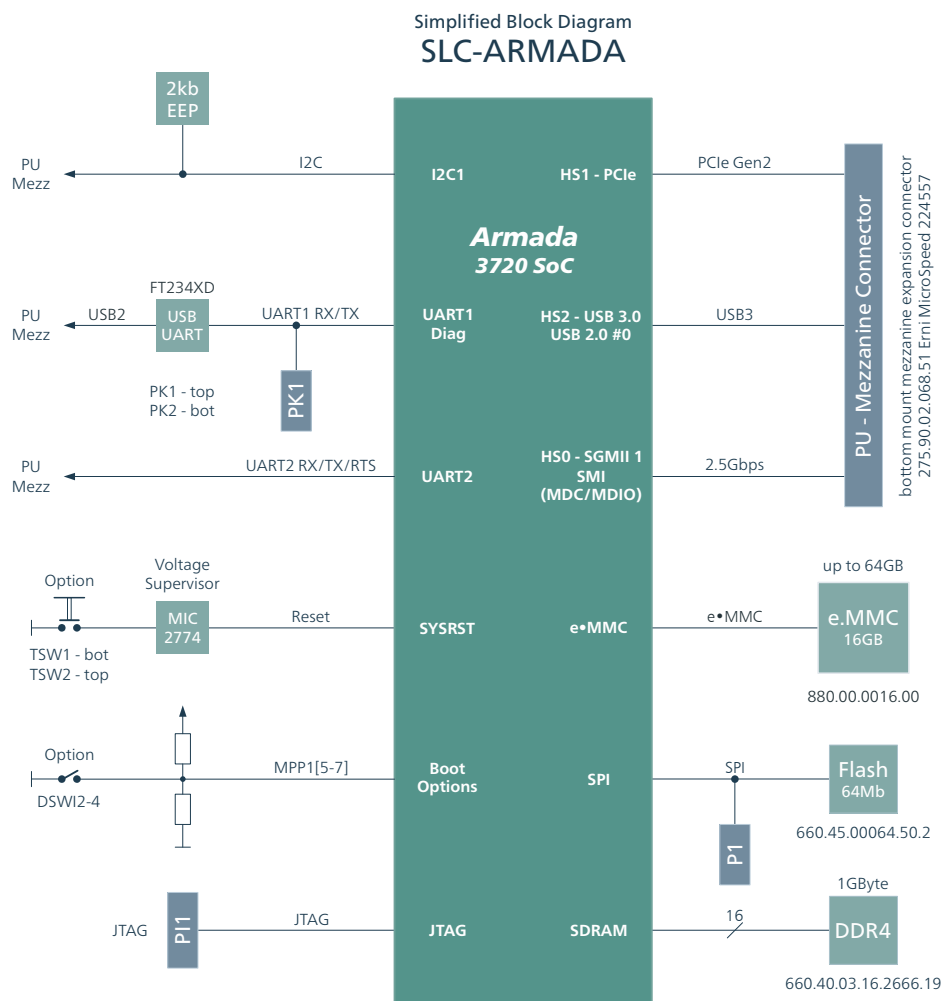 Simplified Block Diagram
SLC-ARMADA
2kb
EEP
PU
Mezz
I2C
I2C1
HS1 - PCIe
PCIe Gen2
Armada
3720 SoC
PU - Mezzanine Connector
bottom mount mezzanine expansion connector
275.90.02.068.51 Erni MicroSpeed 224557
FT234XD
PU
Mezz
USB2
USB
UART
UART1 RX/TX
UART1
Diag
HS2 - USB 3.0
USB 2.0 #0
USB3
PK1 - top
PK2 - bot
PK1
PU
Mezz
UART2 RX/TX/RTS
UART2
HS0 - SGMII 1
SMI
(MDC/MDIO)
2.5Gbps
Option
Voltage
Supervisor
MIC
2774
Reset
SYSRST
e•MMC
e•MMC
up to 64GB
e.MMC
16GB
880.00.0016.00
TSW1 - bot
TSW2 - top
Option
DSWI2-4
MPP1[5-7]
Boot
Options
SPI
SPI
Flash
64Mb
660.45.00064.50.2
P1
JTAG
PI1
JTAG
JTAG
SDRAM
16
1GByte
DDR4
660.40.03.16.2666.19